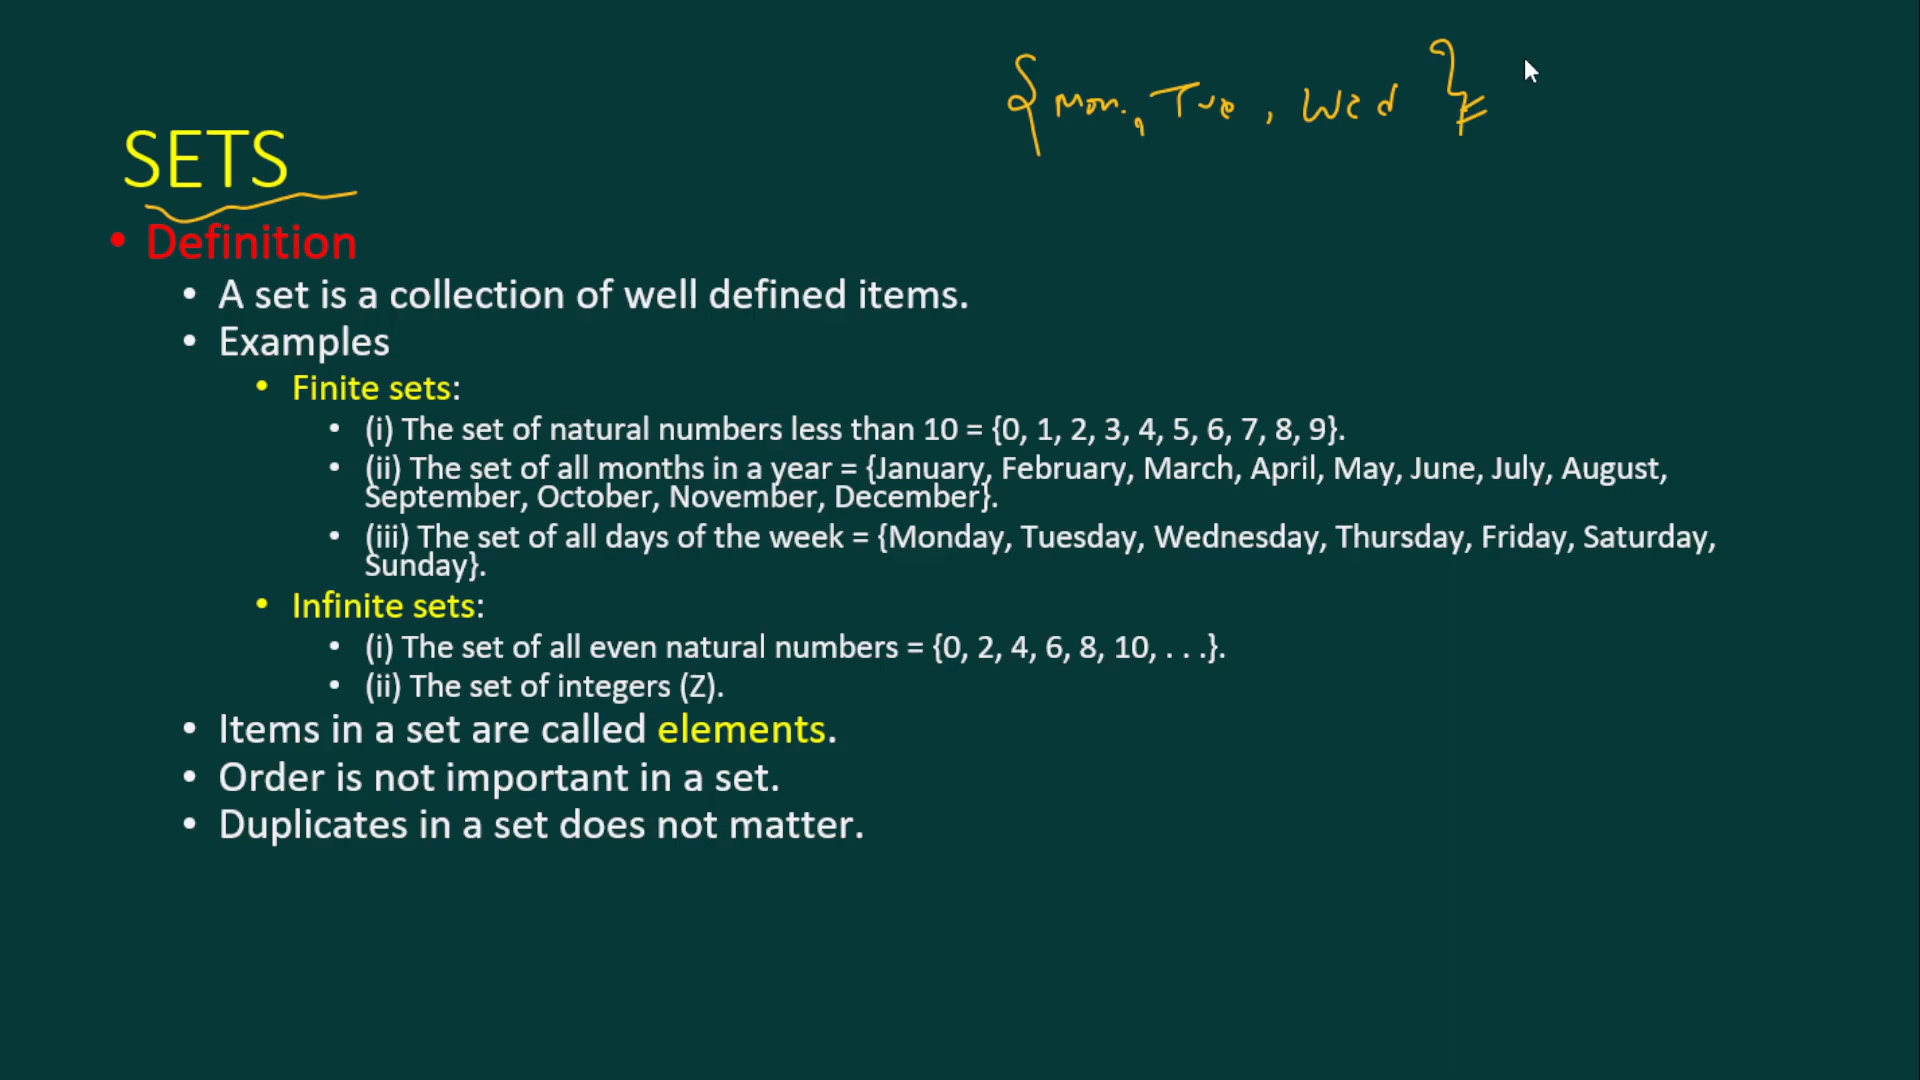 { Mon., Tue, Wed }
SETS
• Definition
• A set is a collection of well defined items.
• Examples
• Finite sets:
• (i) The set of natural numbers less than 10 = {0, 1, 2, 3, 4, 5, 6, 7, 8, 9}.
• (ii) The set of all months in a year = {January, February, March, April, May, June, July, August,
September, October, November, December}.
• (iii) The set of all days of the week = {Monday, Tuesday, Wednesday, Thursday, Friday, Saturday,
Sunday}.
• Infinite sets:
• (i) The set of all even natural numbers = {0, 2, 4, 6, 8, 10, . . .}.
• (ii) The set of integers (Z).
• Items in a set are called elements.
• Order is not important in a set.
• Duplicates in a set does not matter.